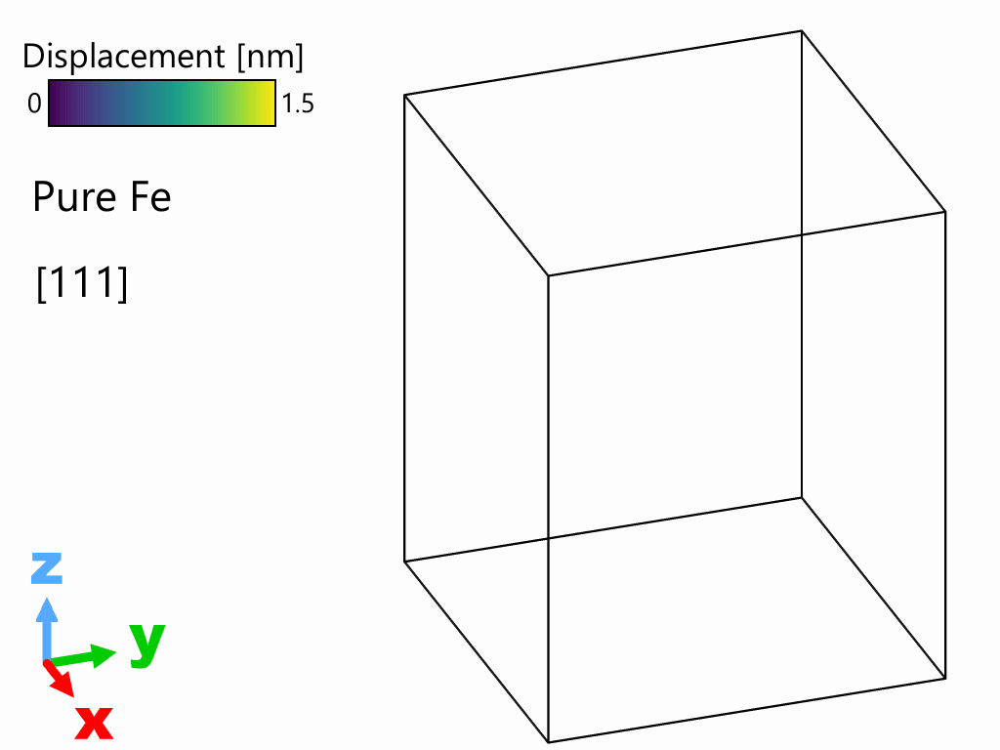 Displacement [nm]
0 1.5
Pure Fe
[111]
z
y
x